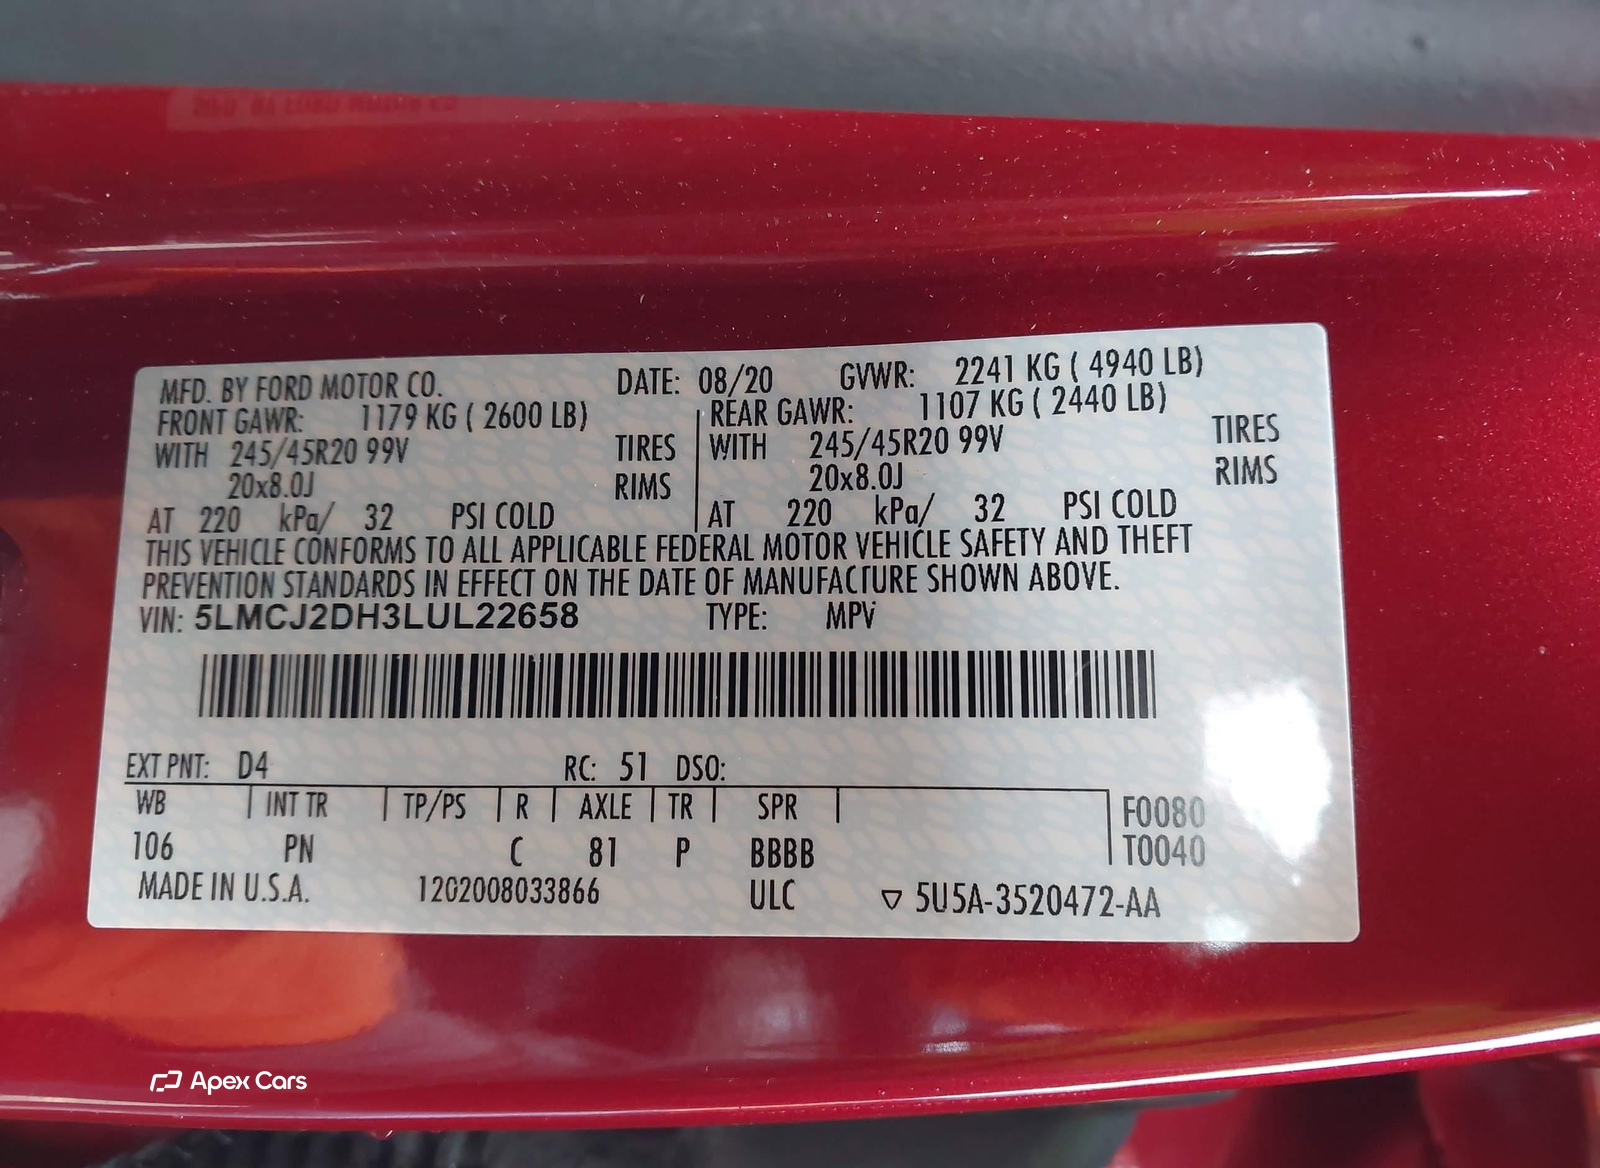 MFD. BY FORD MOTOR CO. DATE: 08/20 GVWR: 2241 KG ( 4940 LB)
FRONT GAWR: 1179 KG ( 2600 LB) REAR GAWR: 1107 KG ( 2440 LB)
WITH 245/45R20 99V TIRES WITH 245/45R20 99V TIRES
20x8.0J RIMS 20x8.0J RIMS
AT 220 kPa/ 32 PSI COLD AT 220 kPa/ 32 PSI COLD
THIS VEHICLE CONFORMS TO ALL APPLICABLE FEDERAL MOTOR VEHICLE SAFETY AND THEFT
PREVENTION STANDARDS IN EFFECT ON THE DATE OF MANUFACTURE SHOWN ABOVE.
VIN: 5LMCJ2DH3LUL22658 TYPE: MPV
EXT PNT: D4 RC: 51 DSO:
WB INT TR TP/PS R AXLE TR SPR F0080
106 PN C 81 P BBBB T0040
MADE IN U.S.A. 1202008033866 ULC ▽ 5U5A-3520472-AA
Apex Cars